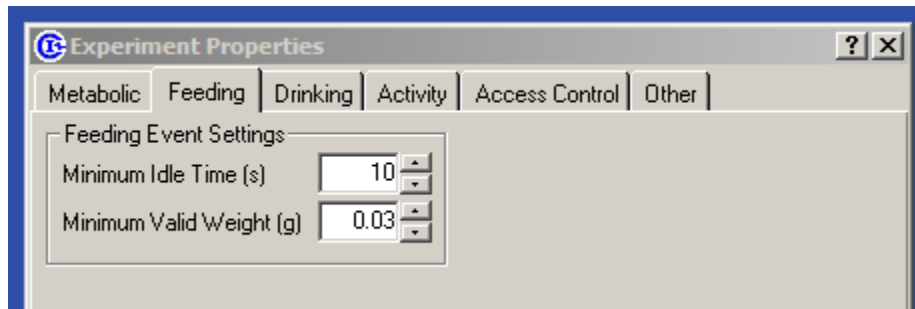 Experiment Properties
Metabolic Feeding Drinking Activity Access Control Other
Feeding Event Settings
Minimum Idle Time (s) 10
Minimum Valid Weight (g) 0.03